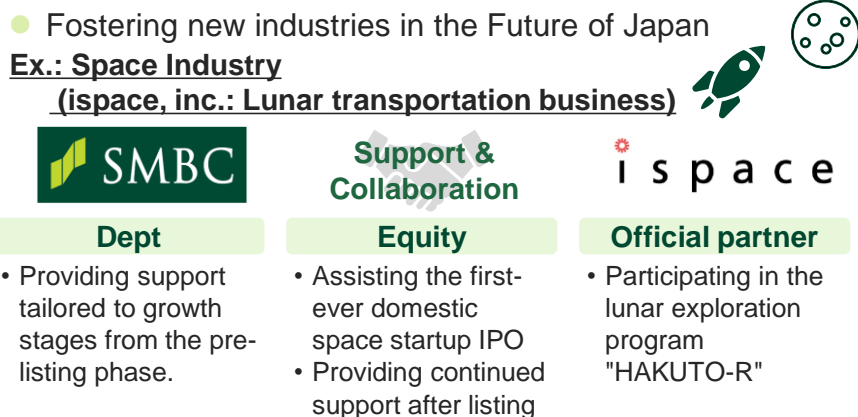 Fostering new industries in the Future of Japan
Ex.: Space Industry
(ispace, inc.: Lunar transportation business)
SMBC
Support &
Collaboration
ispace
Dept
• Providing support
tailored to growth
stages from the pre-
listing phase.
Equity
• Assisting the first-
ever domestic
space startup IPO
• Providing continued
support after listing
Official partner
• Participating in the
lunar exploration
program
"HAKUTO-R"